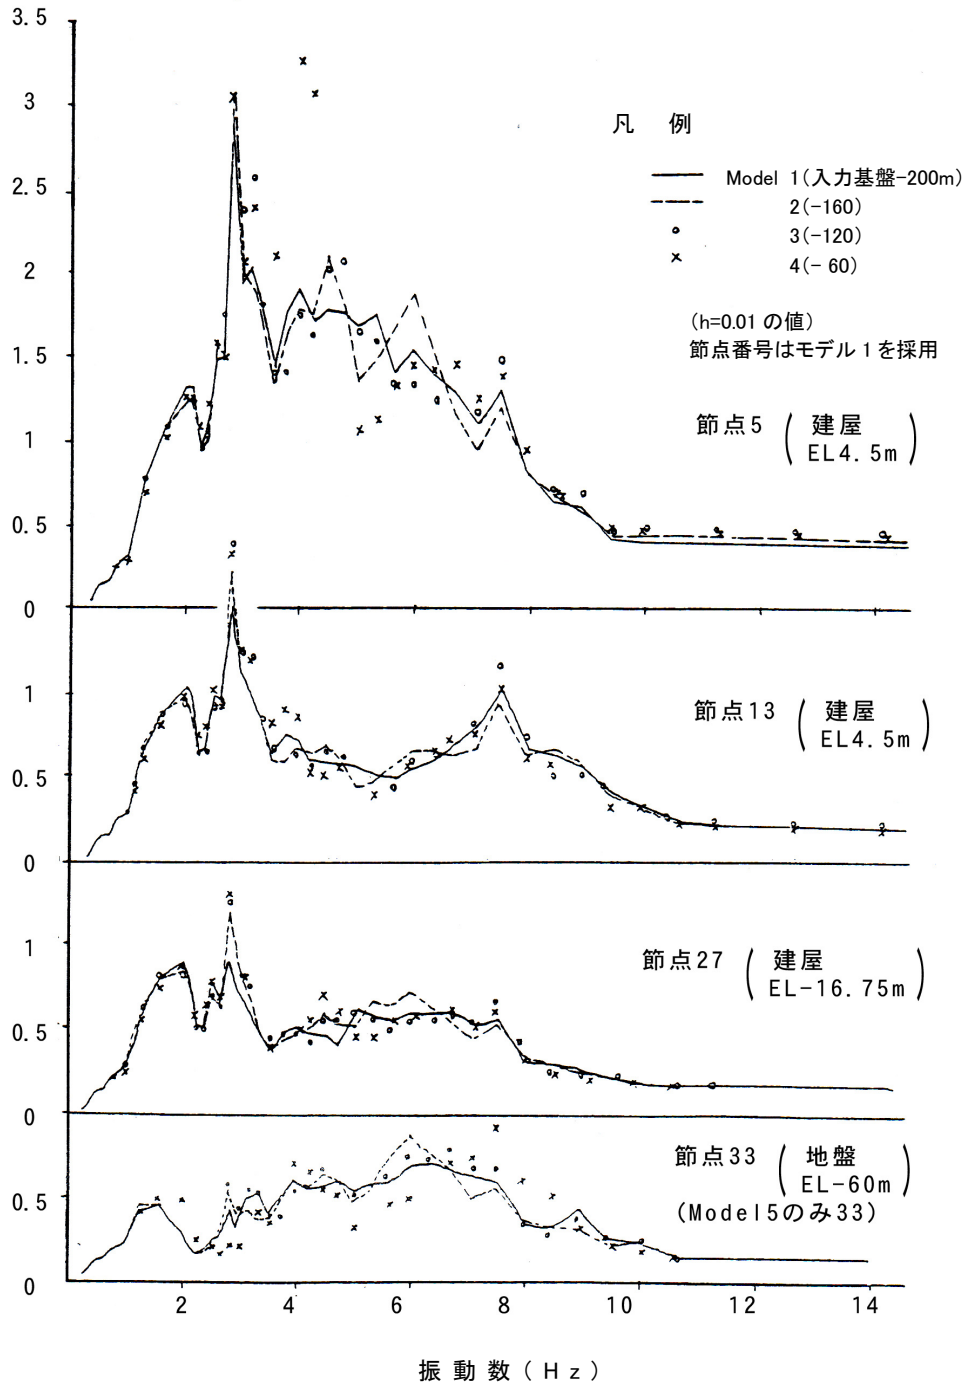 3.5
3
2.5
2
1.5
1
0.5
0
凡 例
Model 1(入力基盤-200m)
2(-160)
3(-120)
4(- 60)
(h=0.01 の値)
節点番号はモデル 1 を採用
節点5 ( 建屋
EL4.5m )
1
0.5
0
節点13 ( 建屋
EL4.5m )
1
0.5
0
節点27 ( 建屋
EL-16.75m )
0.5
0
節点33 ( 地盤
EL-60m )
(Model5のみ33)
2 4 6 8 10 12 14
振動数(Hz)